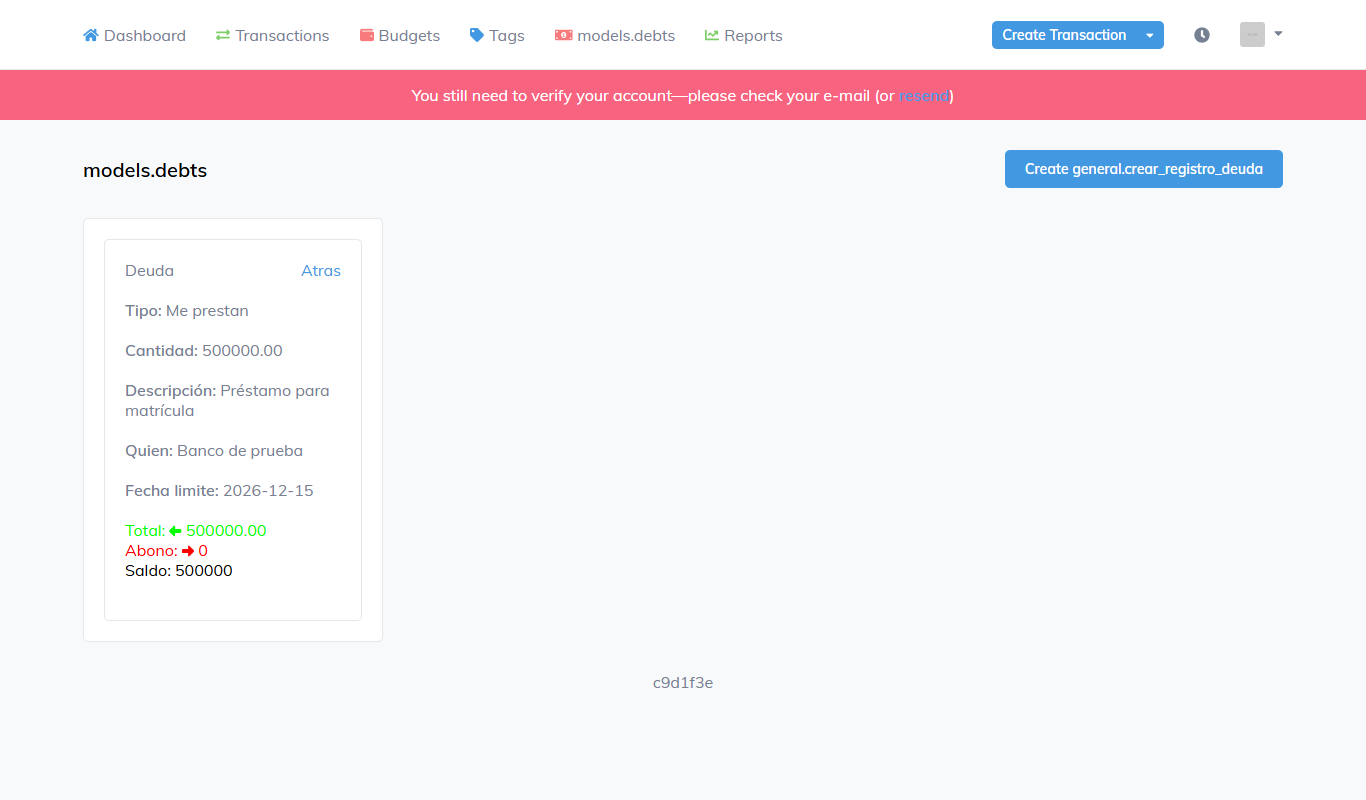 Dashboard Transactions Budgets Tags models.debts Reports Create Transaction
You still need to verify your account—please check your e-mail (or resend)
models.debts Create general.crear_registro_deuda
Deuda Atras
Tipo: Me prestan
Cantidad: 500000.00
Descripción: Préstamo para
matrícula
Quien: Banco de prueba
Fecha limite: 2026-12-15
Total: 500000.00
Abono: 0
Saldo: 500000
c9d1f3e